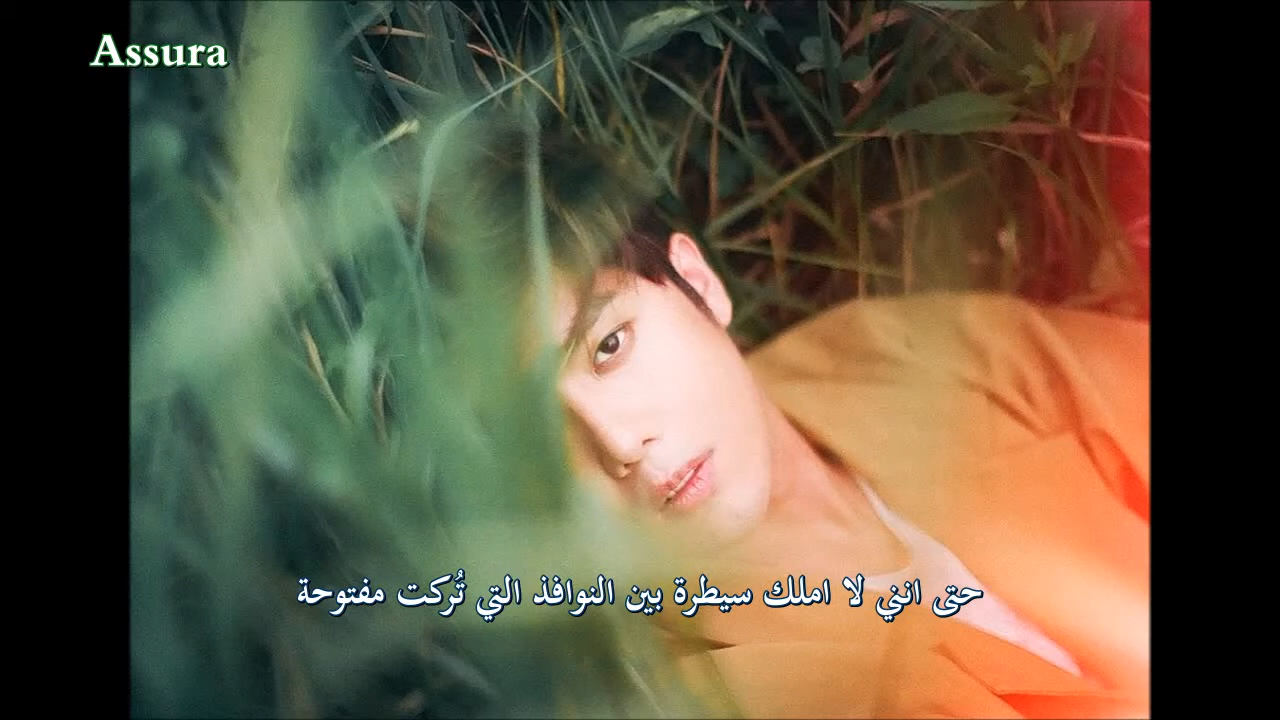 Assura
حتى انني لا املك سيطرة بين النوافذ التي تُركت مفتوحة